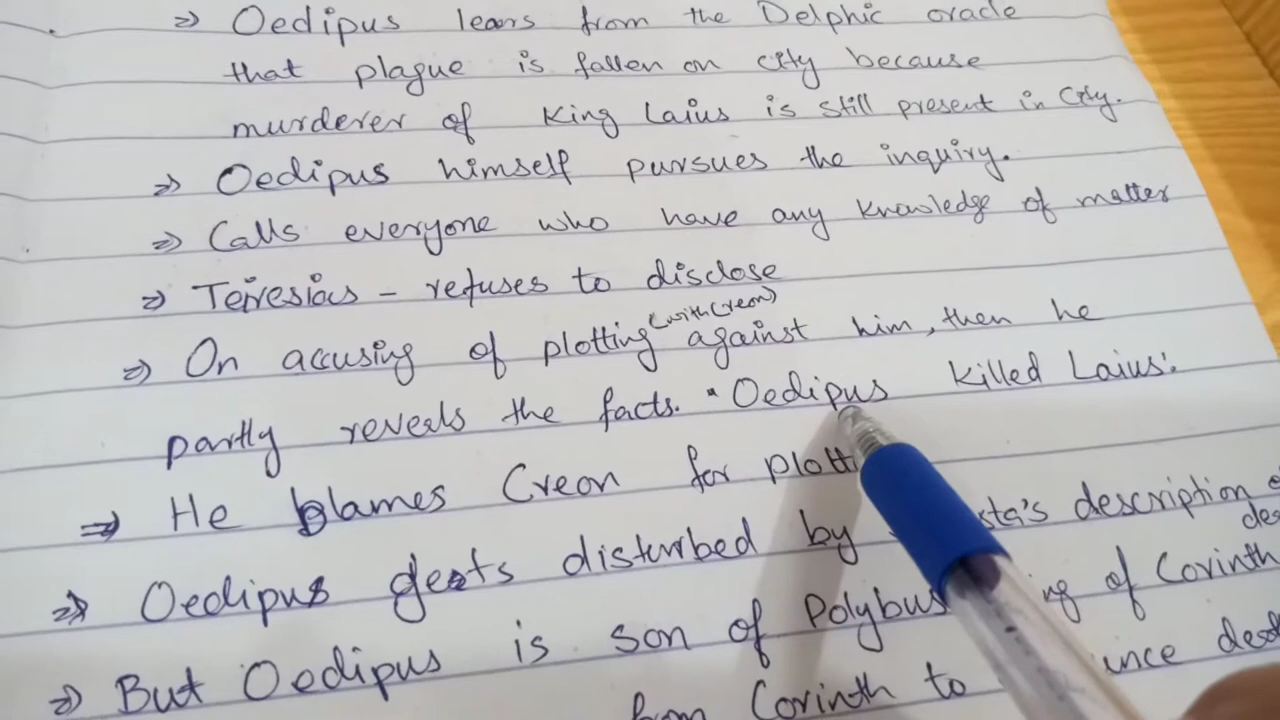 ⇒ Oedipus lears from the Delphic oracle
that plague is fallen on city because
murderer of King Laius is still present in City.
⇒ Oedipus himself pursues the inquiry.
⇒ Calls everyone who have any knowledge of matter
⇒ Teiresias - refuses to disclose
(with Creon)
⇒ On accusing of plotting against him, then he
partly reveals the facts. "Oedipus killed Laius".
⇒ He blames Creon for
⇒ Oedipus gets disturbed by description
⇒ But Oedipus is son of Polybus of Corinth
from Corinth to